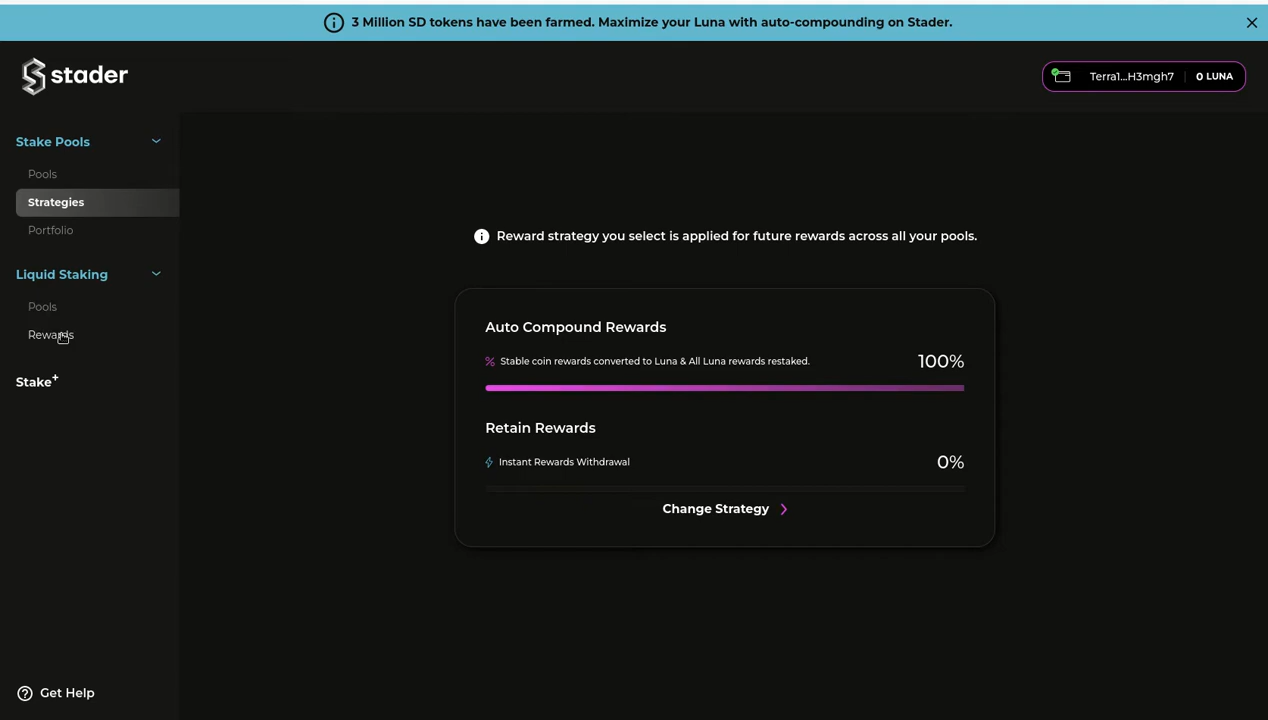 3 Million SD tokens have been farmed. Maximize your Luna with auto-compounding on Stader.
stader
Terra1...H3mgh7
0 LUNA
Stake Pools
Pools
Strategies
Portfolio
Liquid Staking
Pools
Rewards
Stake+
Reward strategy you select is applied for future rewards across all your pools.
Auto Compound Rewards
% Stable coin rewards converted to Luna & All Luna rewards restaked.
100%
Retain Rewards
Instant Rewards Withdrawal
0%
Change Strategy
Get Help